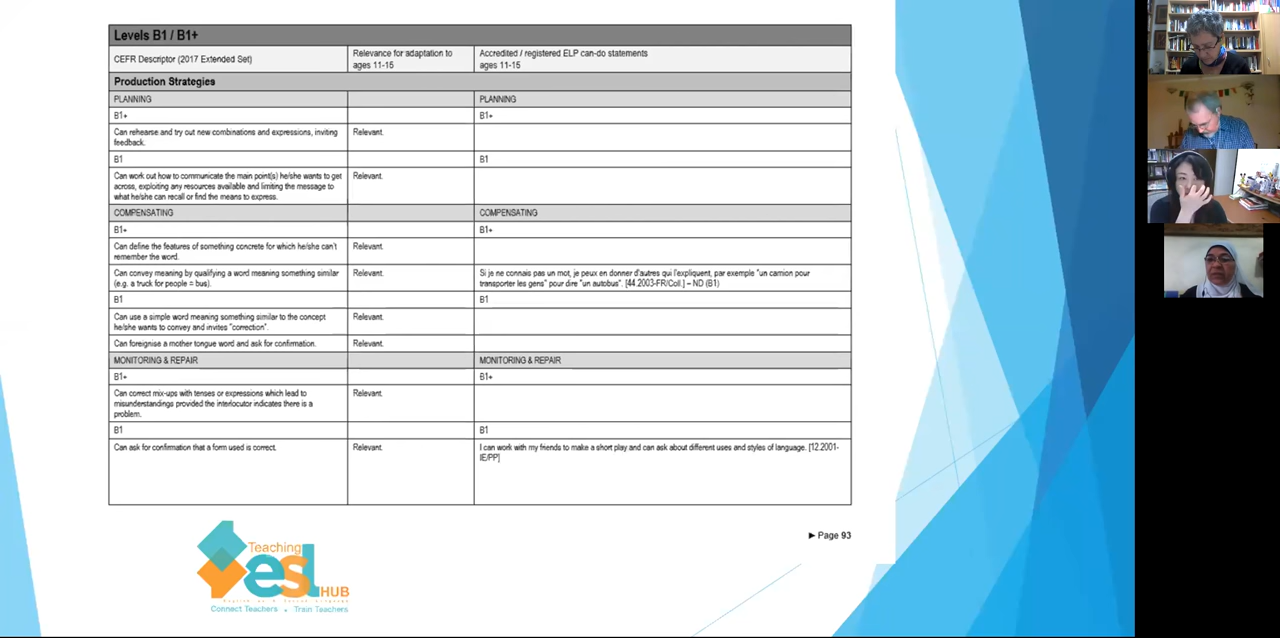 Levels B1 / B1+
CEFR Descriptor (2017 Extended Set)
Relevance for adaptation to
ages 11-15
Accredited / registered ELP can-do statements
ages 11-15
Production Strategies
PLANNING
PLANNING
B1+
B1+
Can rehearse and try out new combinations and expressions, inviting
feedback.
Relevant.
B1
B1
Can work out how to communicate the main point(s) he/she wants to get
across, exploiting any resources available and limiting the message to
what he/she can recall or find the means to express.
Relevant.
COMPENSATING
COMPENSATING
B1+
B1+
Can define the features of something concrete for which he/she can't
remember the word.
Relevant.
Can convey meaning by qualifying a word meaning something similar
(e.g. a truck for people = bus).
Relevant.
Si je ne connais pas un mot, je peux en donner d'autres qui l'expliquent, par exemple "un camion pour
transporter les gens" pour dire "un autobus". [44.2003-FR/Coll.] – ND (B1)
B1
B1
Can use a simple word meaning something similar to the concept
he/she wants to convey and invites "correction".
Relevant.
Can foreignise a mother tongue word and ask for confirmation.
Relevant.
MONITORING & REPAIR
MONITORING & REPAIR
B1+
B1+
Can correct mix-ups with tenses or expressions which lead to
misunderstandings provided the interlocutor indicates there is a
problem.
Relevant.
B1
B1
Can ask for confirmation that a form used is correct.
Relevant.
I can work with my friends to make a short play and can ask about different uses and styles of language. [12.2001-
IE/PP]
Page 93
Teaching
esl
HUB
Connect Teachers . Train Teachers